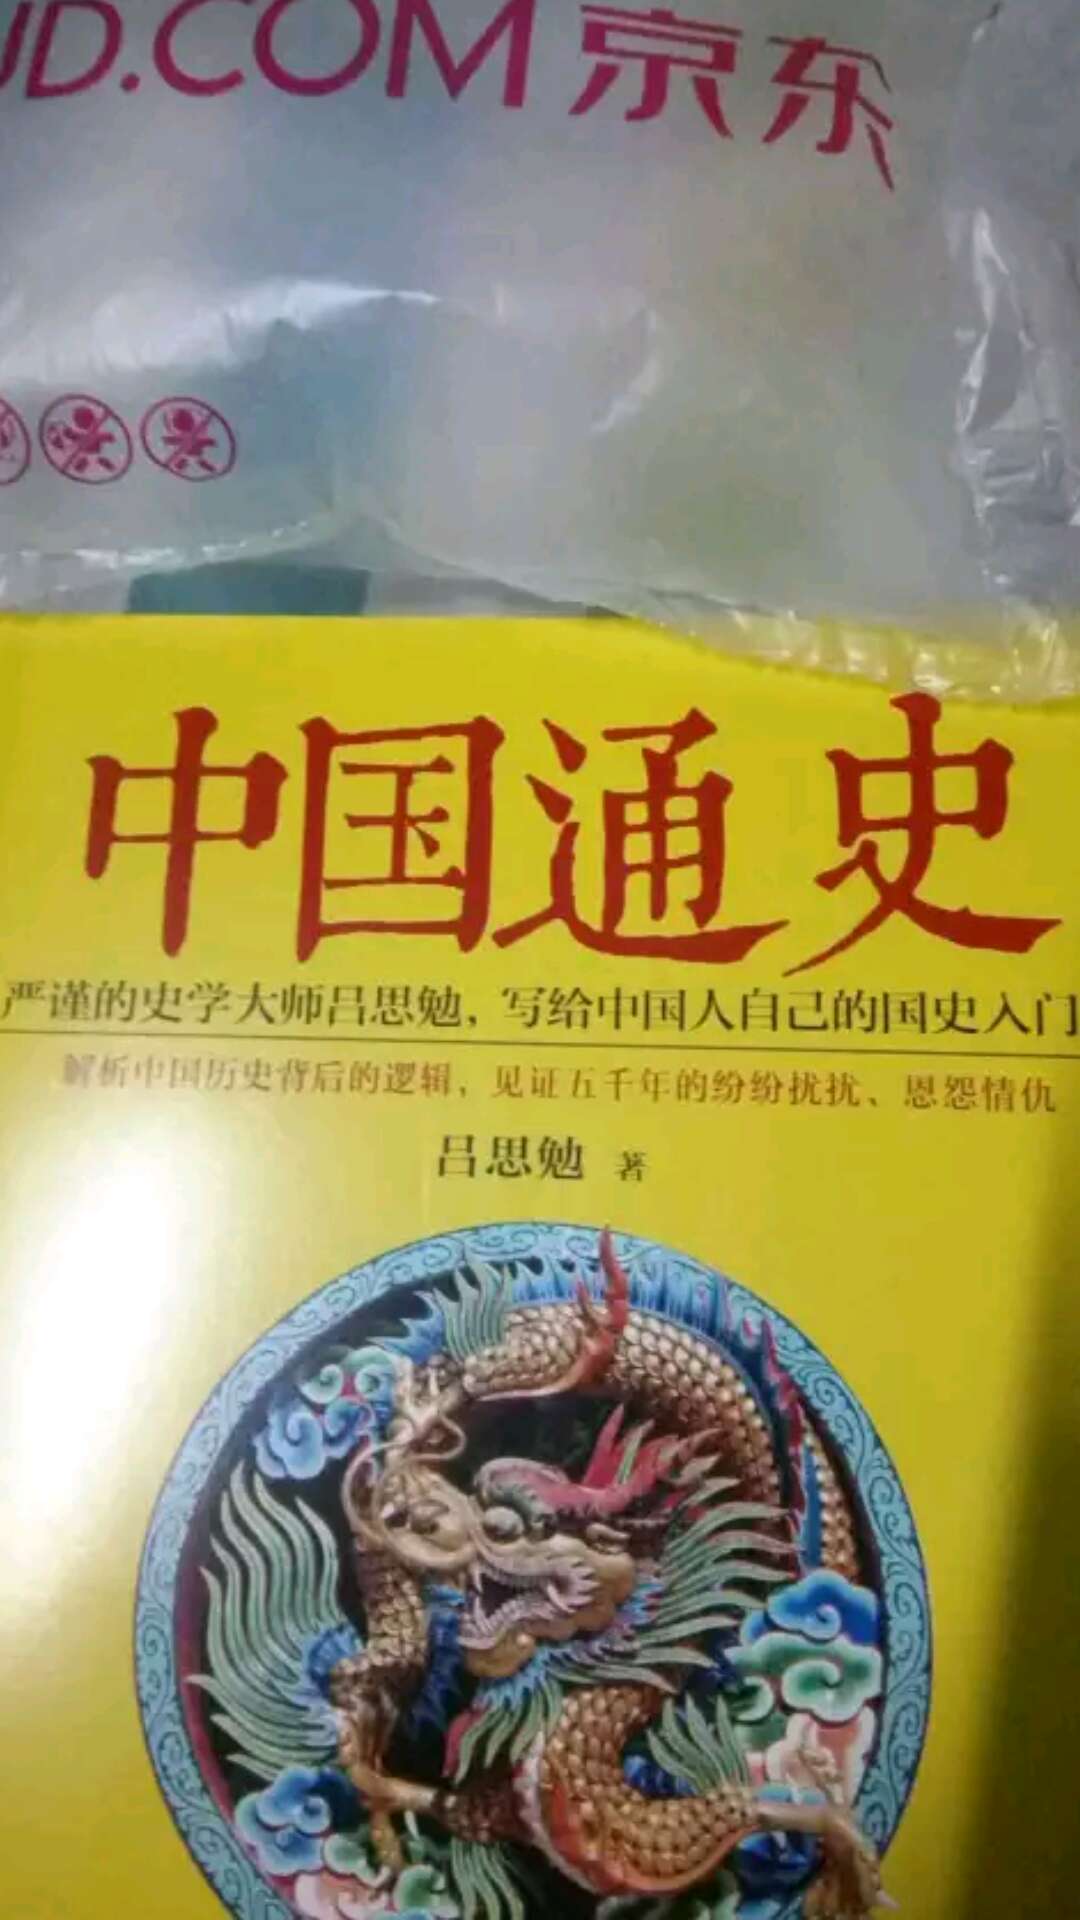 JD.COM 京东
中国通史
严谨的史学大师吕思勉，写给中国人自己的国史入门
解析中国历史背后的逻辑，见证五千年的纷纷扰扰、恩怨情仇
吕思勉 著